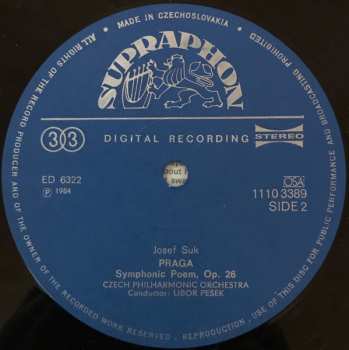 • MADE IN CZECHOSLOVAKIA •
ALL RIGHTS OF THE RECORD PRODUCER AND OF THE OWNER OF THE RECORDED WORK RESERVED. REPRODUCTION, USE OF THIS DISC FOR PUBLIC PERFORMANCE AND BROADCASTING PROHIBITED
SUPRAPHON
33
DIGITAL RECORDING
STEREO
ED 6322
℗ 1984
OSA
1110 3389
SIDE 2
Josef Suk
PRAGA
Symphonic Poem, Op. 26
CZECH PHILHARMONIC ORCHESTRA
Conductor: LIBOR PEŠEK